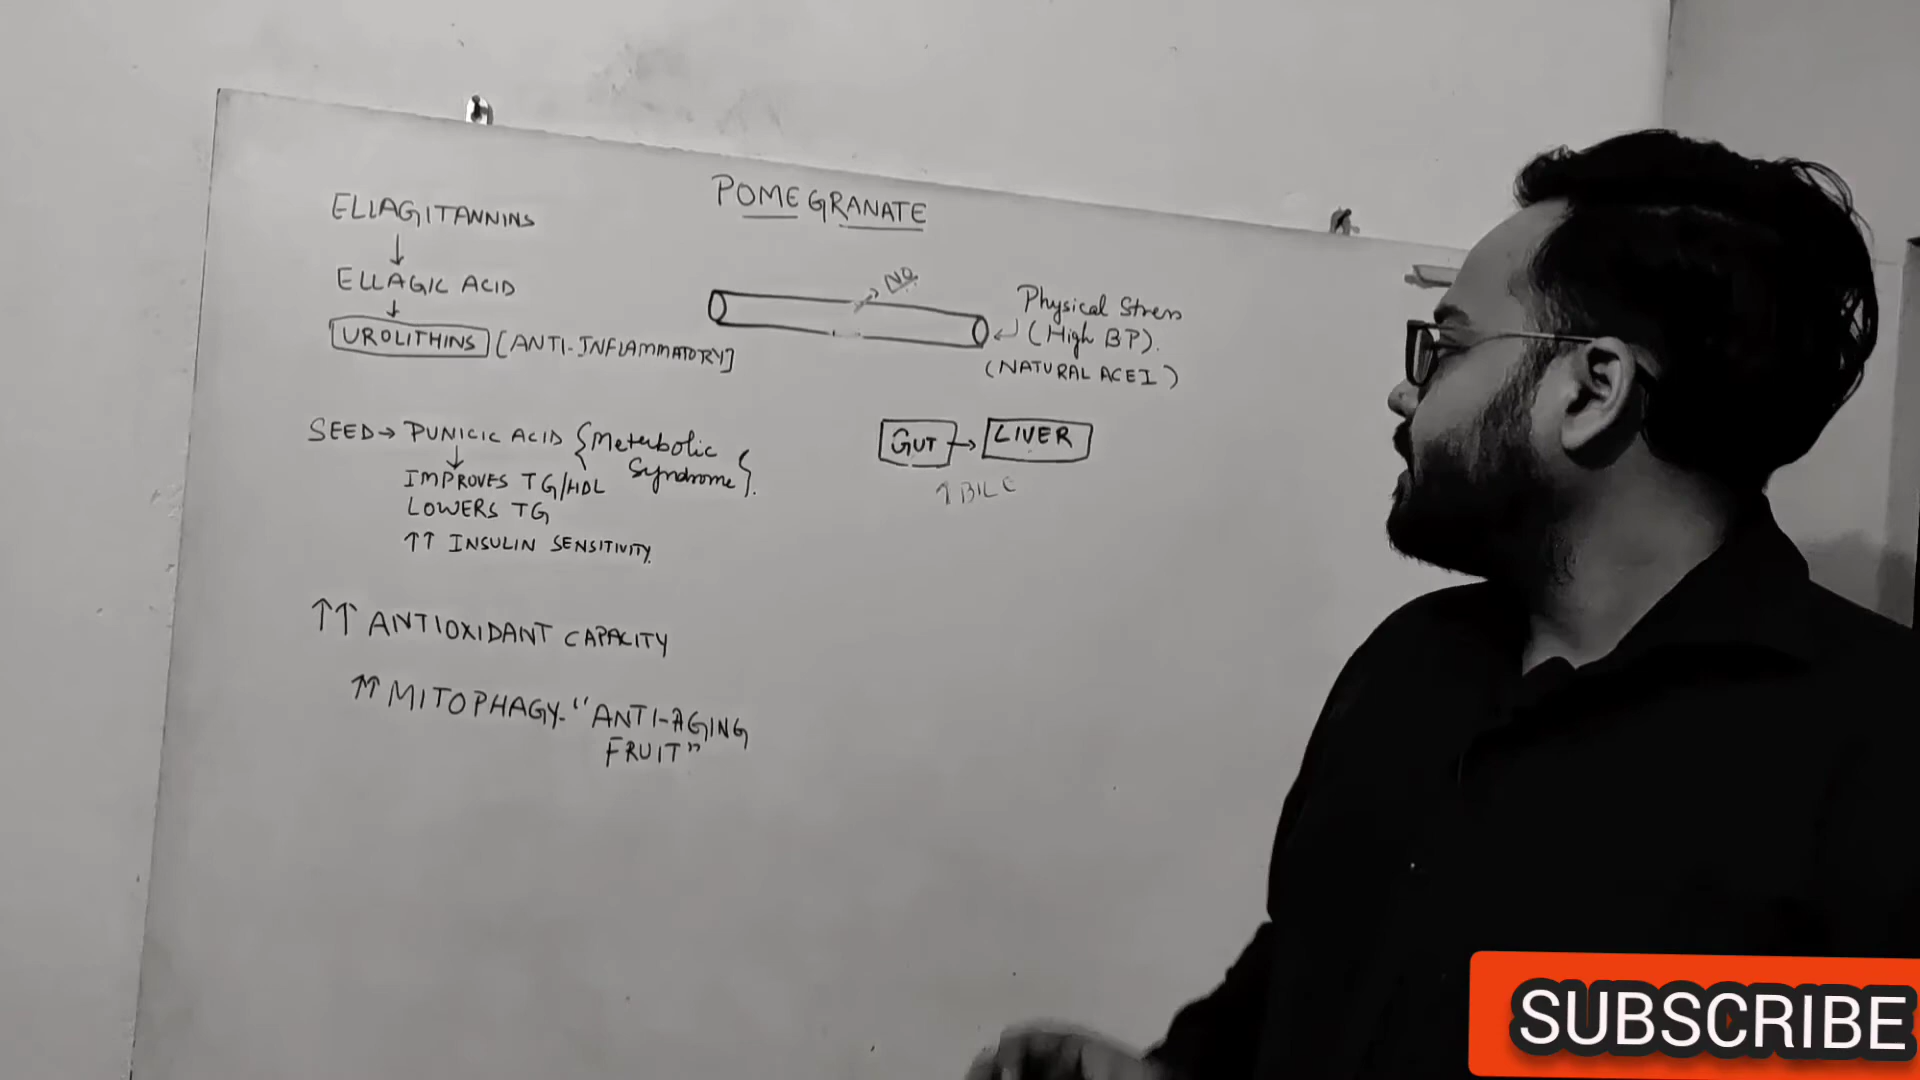 POMEGRANATE
ELLAGITANNINS
↓
ELLAGIC ACID
↓
UROLITHINS [ANTI-INFLAMMATORY]
SEED → PUNICIC ACID {Metabolic
Syndrome}.
↓
IMPROVES TG/HDL
LOWERS TG
↑↑ INSULIN SENSITIVITY.
↑↑ ANTIOXIDANT CAPACITY
↑↑ MITOPHAGY. "ANTI-AGING
FRUIT"
→ NO
Physical Stress
(High BP).
(NATURAL ACEI)
GUT → LIVER
↑ BILE
SUBSCRIBE